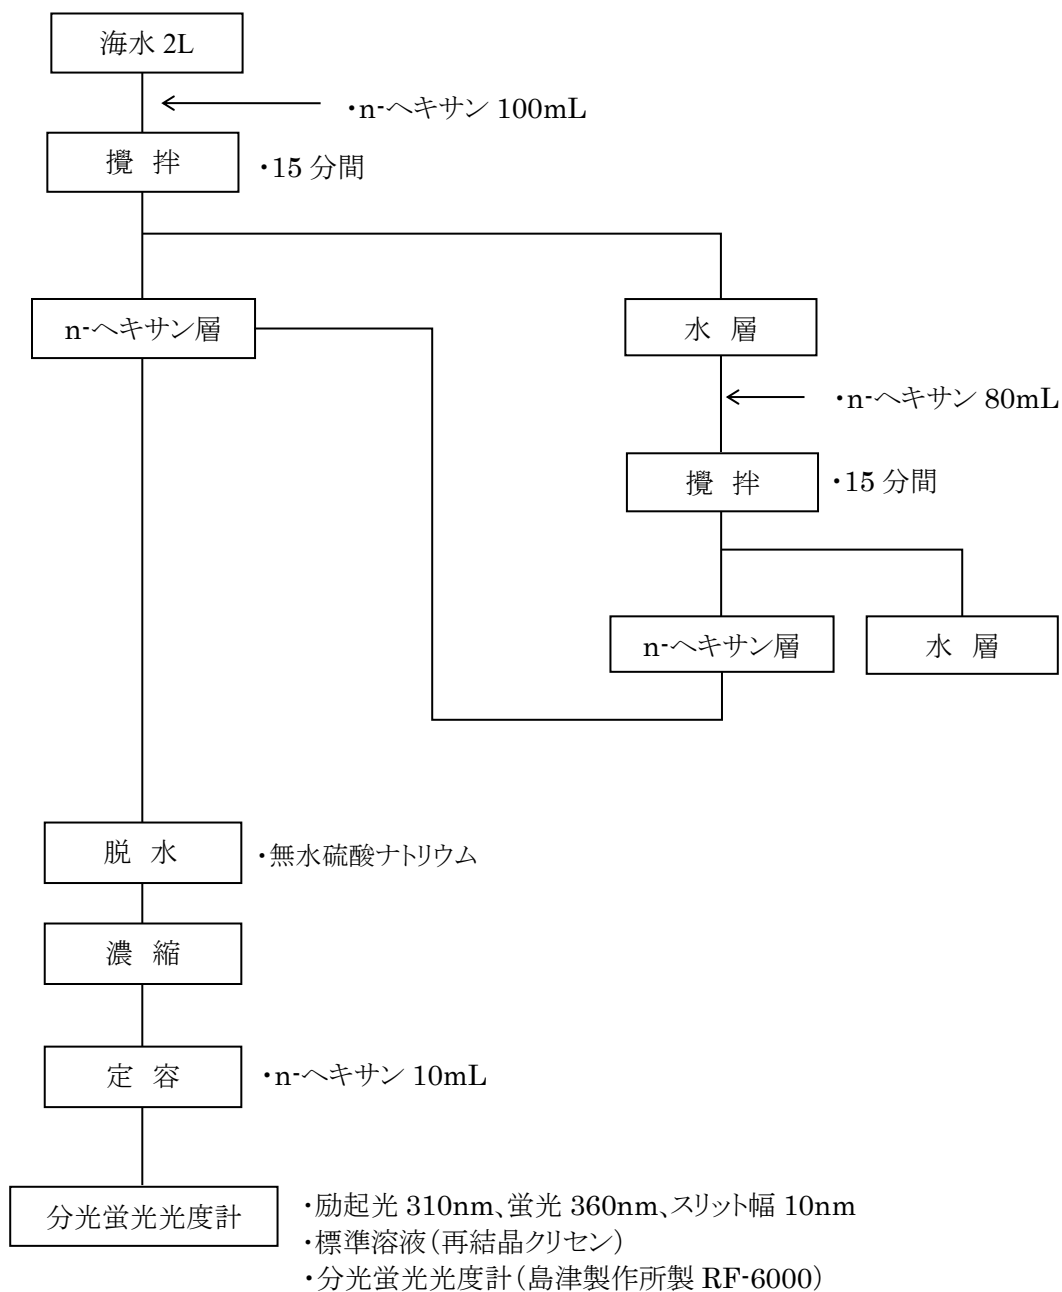 海水 2L
・n-ヘキサン 100mL
攪 拌
・15 分間
n-ヘキサン層
水 層
・n-ヘキサン 80mL
攪 拌
・15 分間
n-ヘキサン層
水 層
脱 水
・無水硫酸ナトリウム
濃 縮
定 容
・n-ヘキサン 10mL
分光蛍光光度計
・励起光 310nm、蛍光 360nm、スリット幅 10nm
・標準溶液(再結晶クリセン)
・分光蛍光光度計(島津製作所製 RF-6000)